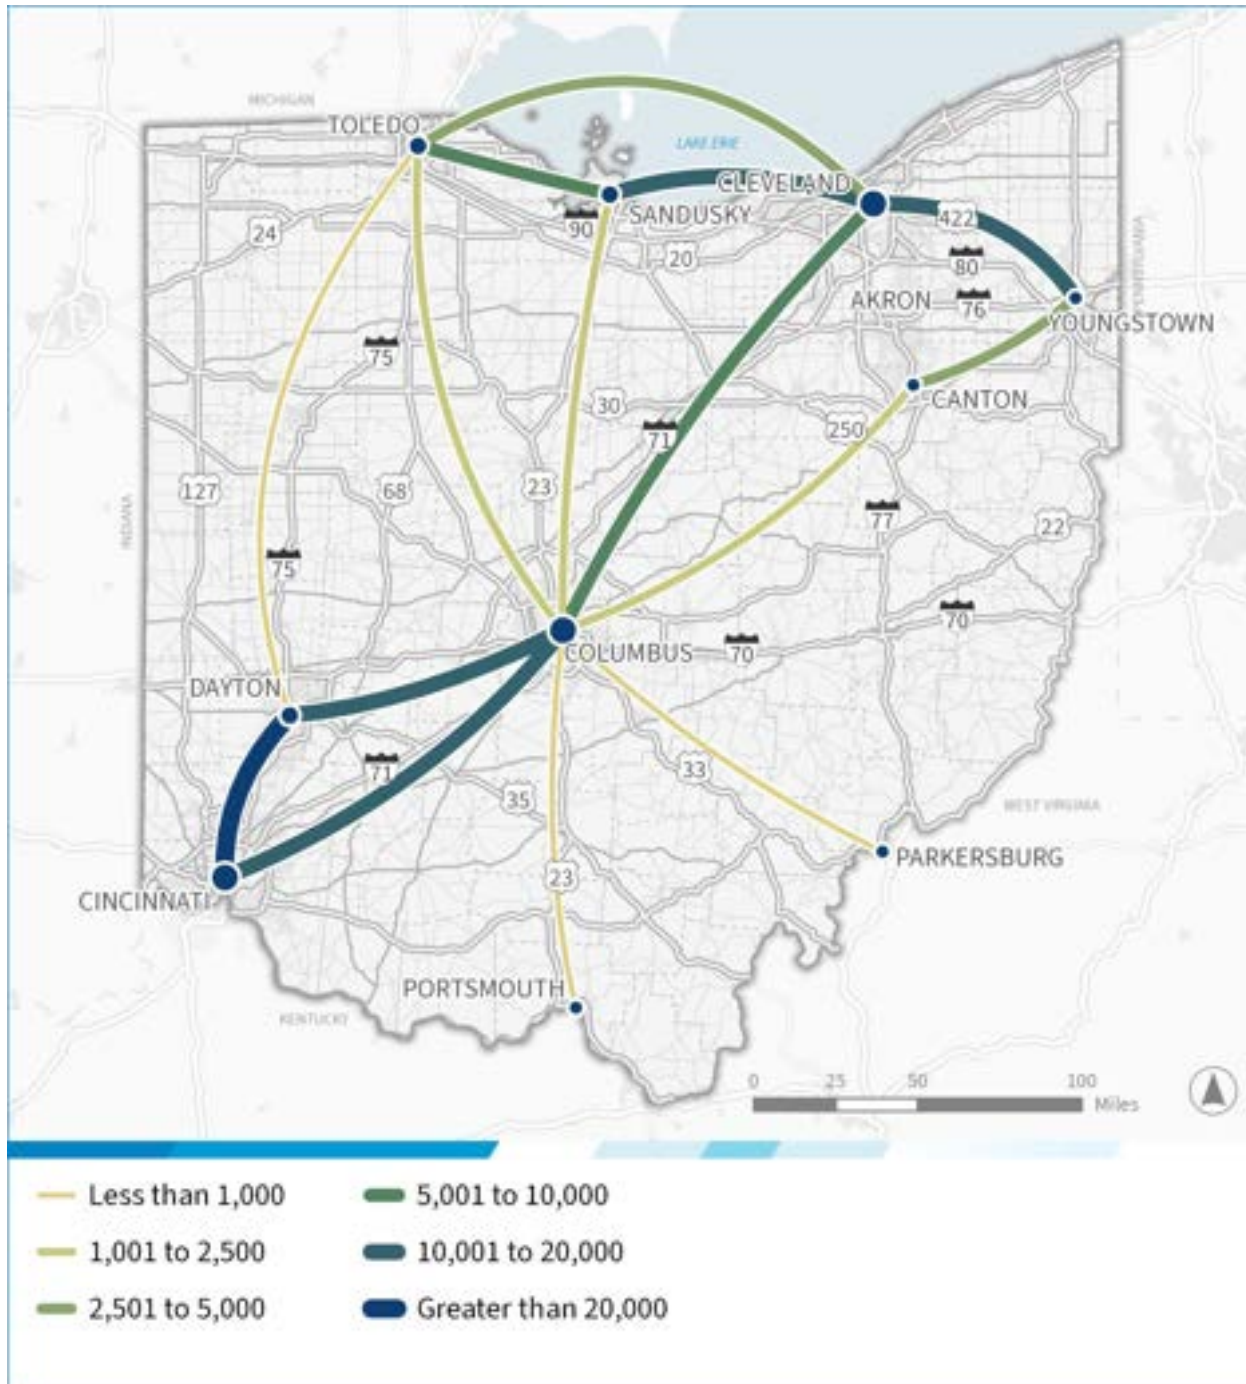 MICHIGAN
TOLEDO
LAKE ERIE
CLEVELAND
SANDUSKY
90
422
24
20
80
PENNSYLVANIA
AKRON
76
YOUNGSTOWN
75
30
CANTON
71
250
127
68
23
77
INDIANA
22
75
70
COLUMBUS
70
DAYTON
71
33
35
WEST VIRGINIA
PARKERSBURG
23
CINCINNATI
PORTSMOUTH
KENTUCKY
0 25 50 100
Miles
Less than 1,000
1,001 to 2,500
2,501 to 5,000
5,001 to 10,000
10,001 to 20,000
Greater than 20,000